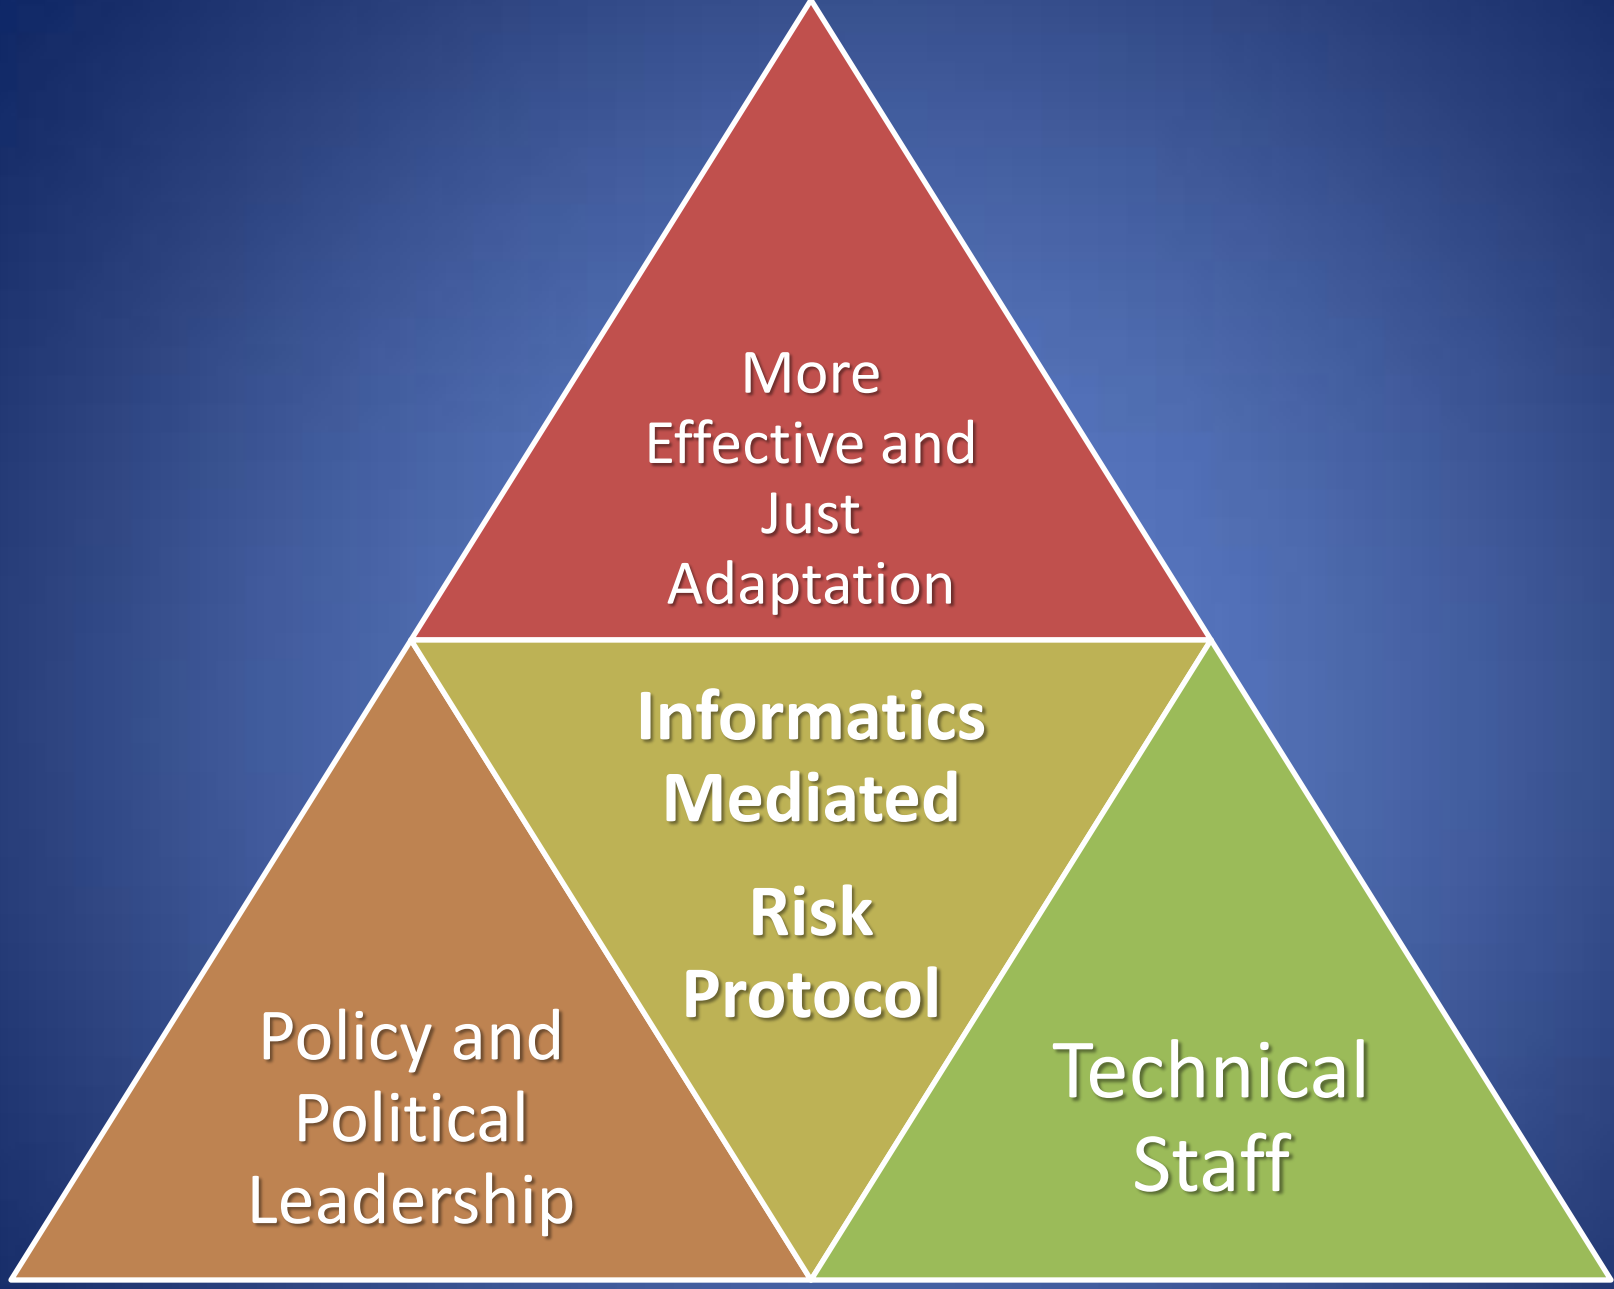 More
Effective and
Just
Adaptation
Informatics
Mediated
Risk
Protocol
Policy and
Political
Leadership
Technical
Staff